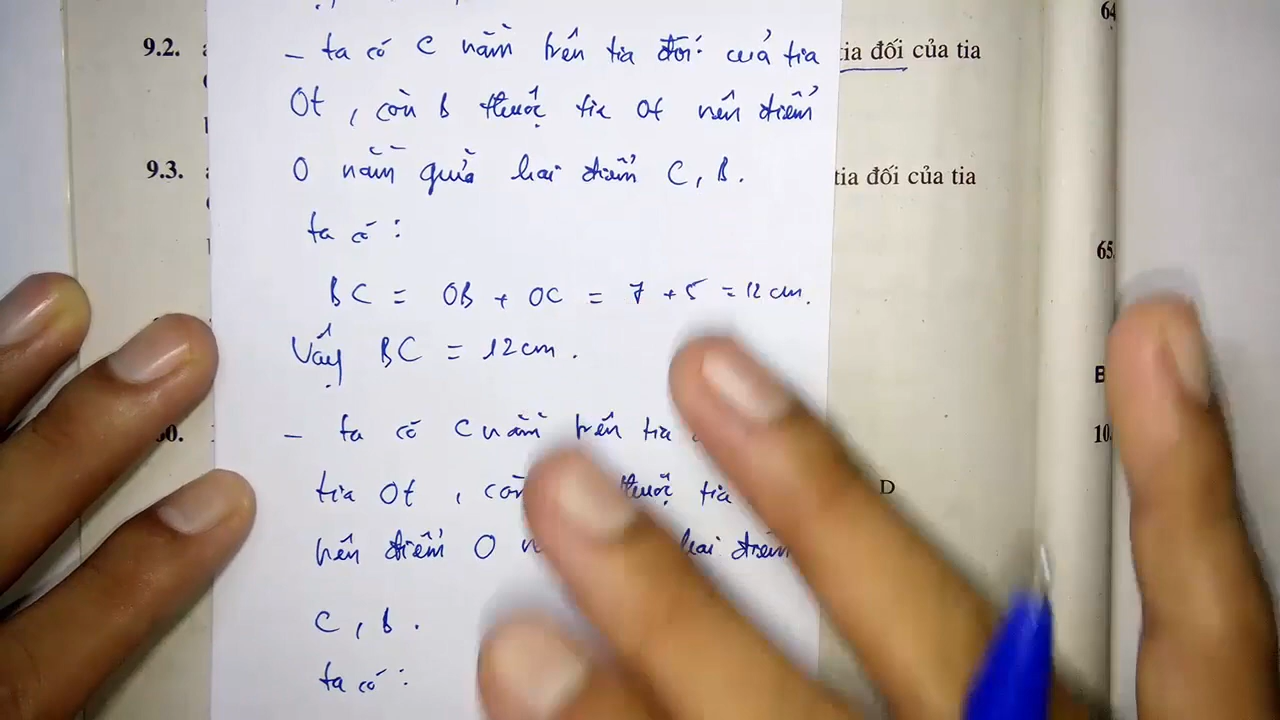 9.2.
- ta có C nằm trên tia đối của tia
tia đối của tia
Ot, còn B thuộc tia Ot nên điểm
O nằm giữa hai điểm C, B.
9.3.
tia đối của tia
ta có:
BC = OB + OC = 7 + 5 = 12 cm.
Vậy BC = 12 cm.
- ta có C nằm trên tia
tia Ot, còn thuộc tia
nên điểm O hai điểm
C, B.
ta có:
D
64
65.
B
10.